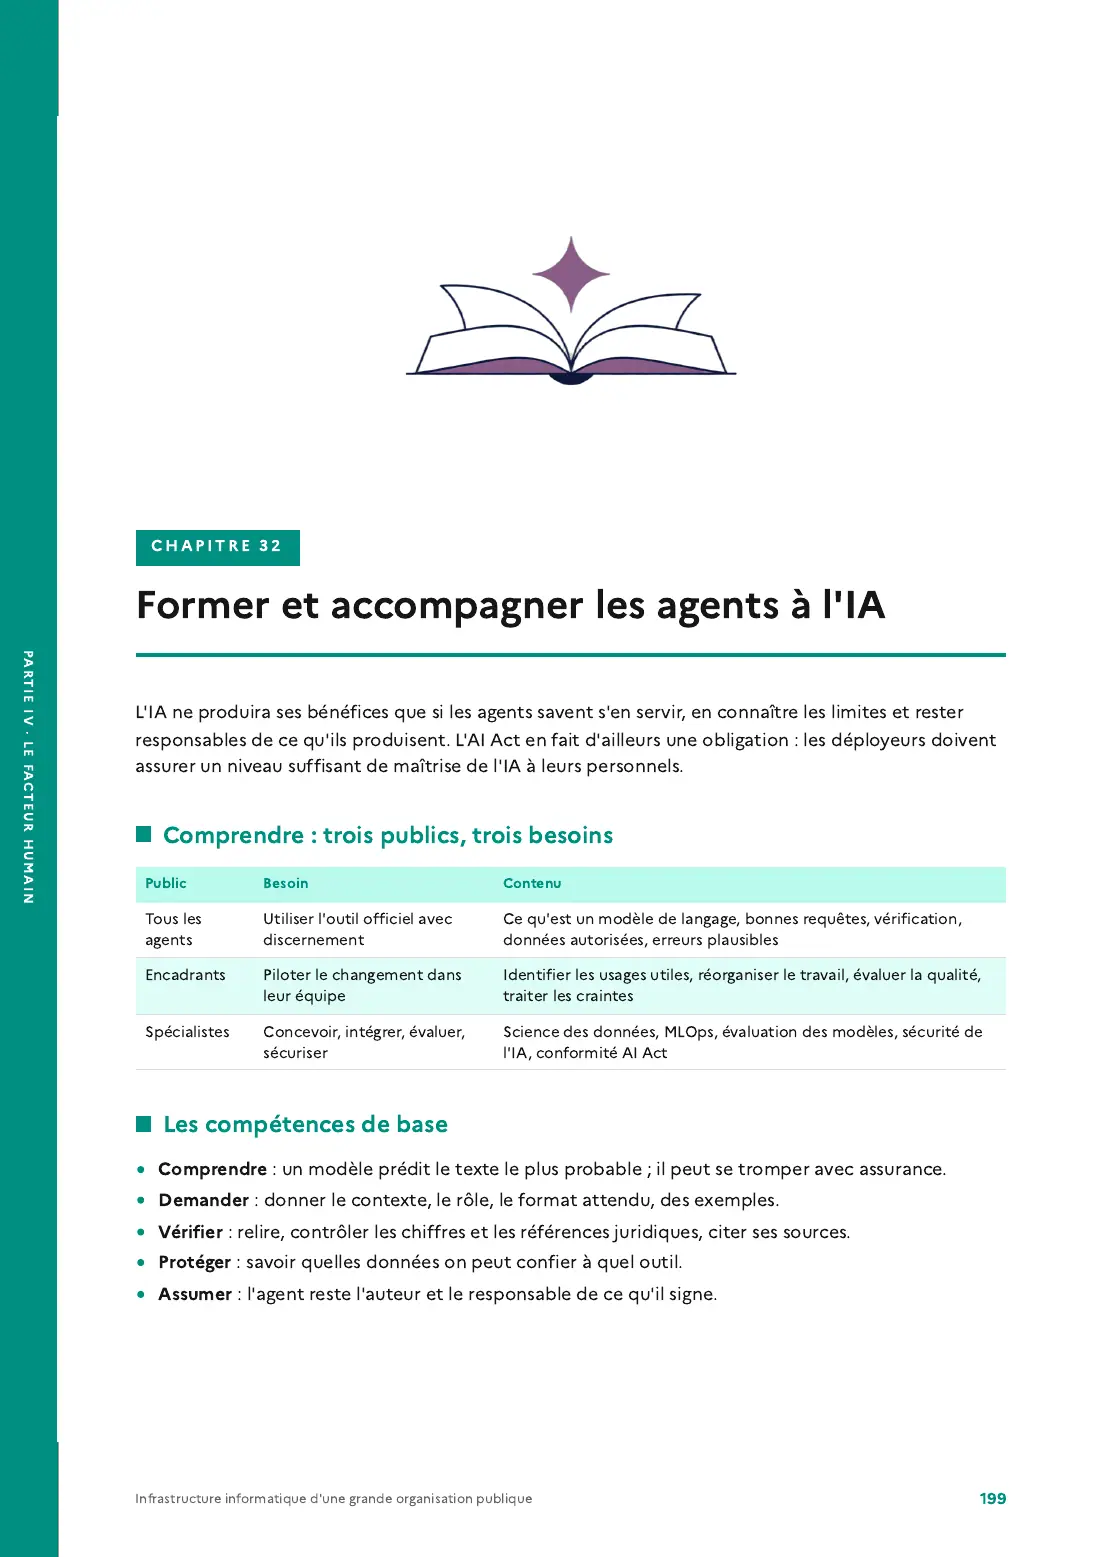 CHAPITRE 32
Former et accompagner les agents à l'IA
PARTIE IV · LE FACTEUR HUMAIN
L'IA ne produira ses bénéfices que si les agents savent s'en servir, en connaître les limites et rester
responsables de ce qu'ils produisent. L'AI Act en fait d'ailleurs une obligation : les déployeurs doivent
assurer un niveau suffisant de maîtrise de l'IA à leurs personnels.
Comprendre : trois publics, trois besoins
Public Besoin Contenu
Tous les agents Utiliser l'outil officiel avec discernement Ce qu'est un modèle de langage, bonnes requêtes, vérification, données autorisées, erreurs plausibles
Encadrants Piloter le changement dans leur équipe Identifier les usages utiles, réorganiser le travail, évaluer la qualité, traiter les craintes
Spécialistes Concevoir, intégrer, évaluer, sécuriser Science des données, MLOps, évaluation des modèles, sécurité de l'IA, conformité AI Act
Les compétences de base
• Comprendre : un modèle prédit le texte le plus probable ; il peut se tromper avec assurance.
• Demander : donner le contexte, le rôle, le format attendu, des exemples.
• Vérifier : relire, contrôler les chiffres et les références juridiques, citer ses sources.
• Protéger : savoir quelles données on peut confier à quel outil.
• Assumer : l'agent reste l'auteur et le responsable de ce qu'il signe.
Infrastructure informatique d'une grande organisation publique
199